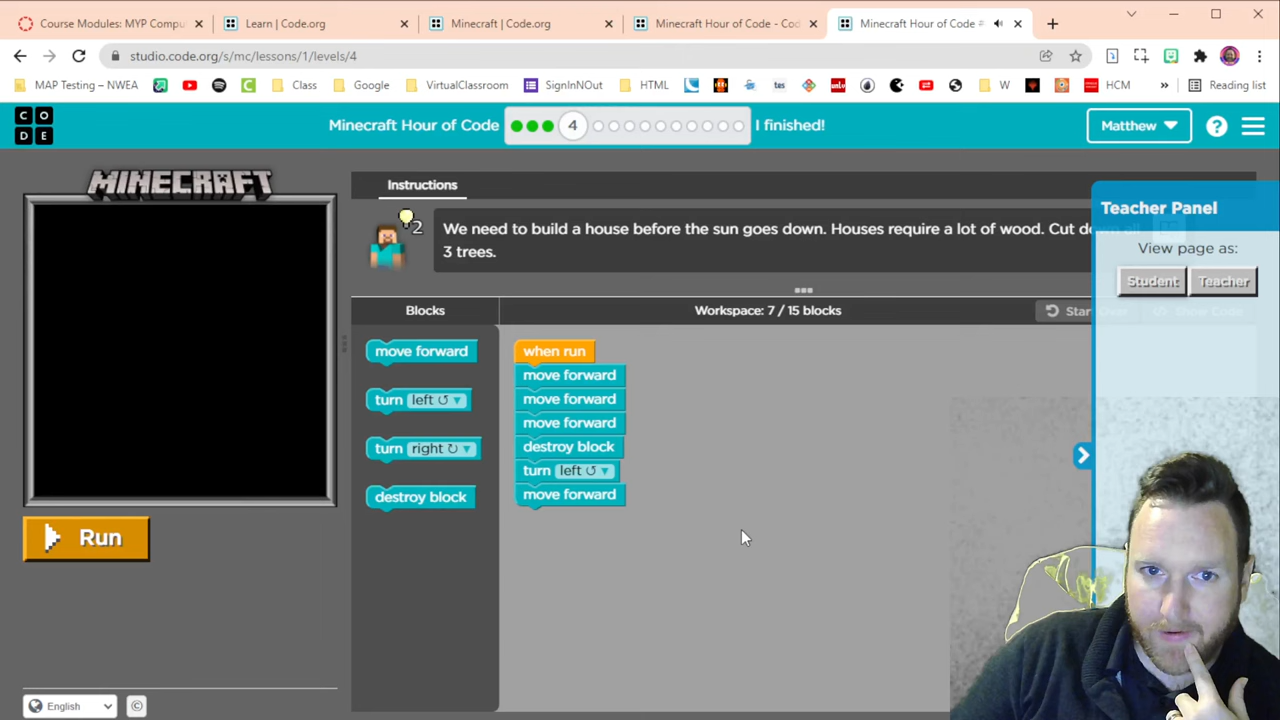 Course Modules: MYP Compu
Learn | Code.org
Minecraft | Code.org
Minecraft Hour of Code - Cod
Minecraft Hour of Code #
studio.code.org/s/mc/lessons/1/levels/4
MAP Testing – NWEA
Class
Google
VirtualClassroom
SignInNOut
HTML
tes
unlv
W
HCM
»
Reading list
CODE
Minecraft Hour of Code
4
I finished!
Matthew
?
MINECRAFT
Instructions
2
We need to build a house before the sun goes down. Houses require a lot of wood. Cut down all
3 trees.
Teacher Panel
View page as:
Student
Teacher
Blocks
Workspace: 7 / 15 blocks
move forward
turn left ↺
turn right ↻
destroy block
when run
move forward
move forward
move forward
destroy block
turn left ↺
move forward
Run
English
©